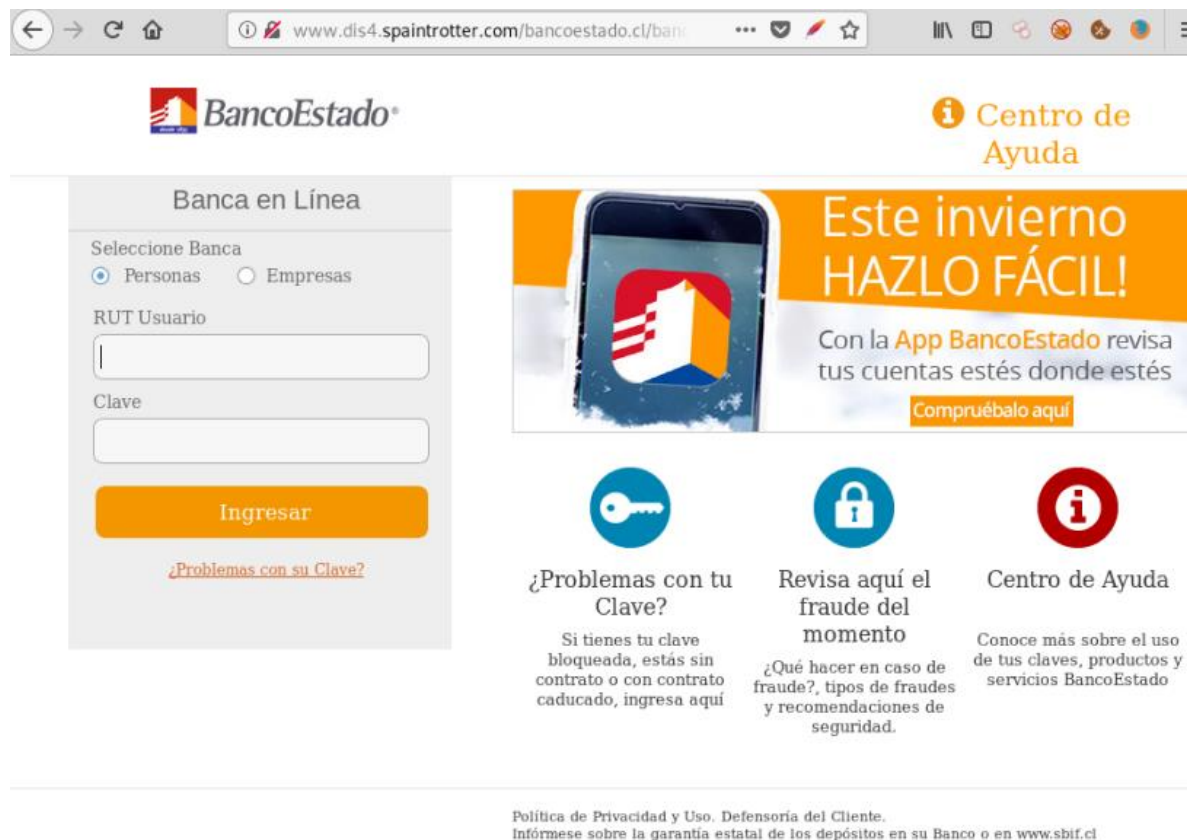 www.dis4.spaintrotter.com/bancoestado.cl/ban
BancoEstado®
Centro de
Ayuda
Banca en Línea
Seleccione Banca
Personas Empresas
RUT Usuario
Clave
Ingresar
¿Problemas con su Clave?
Este invierno
HAZLO FÁCIL!
Con la App BancoEstado revisa
tus cuentas estés donde estés
Compruébalo aquí
¿Problemas con tu
Clave?
Si tienes tu clave
bloqueada, estás sin
contrato o con contrato
caducado, ingresa aquí
Revisa aquí el
fraude del
momento
¿Qué hacer en caso de
fraude?, tipos de fraudes
y recomendaciones de
seguridad.
Centro de Ayuda
Conoce más sobre el uso
de tus claves, productos y
servicios BancoEstado
Política de Privacidad y Uso. Defensoría del Cliente.
Infórmese sobre la garantía estatal de los depósitos en su Banco o en www.sbif.cl